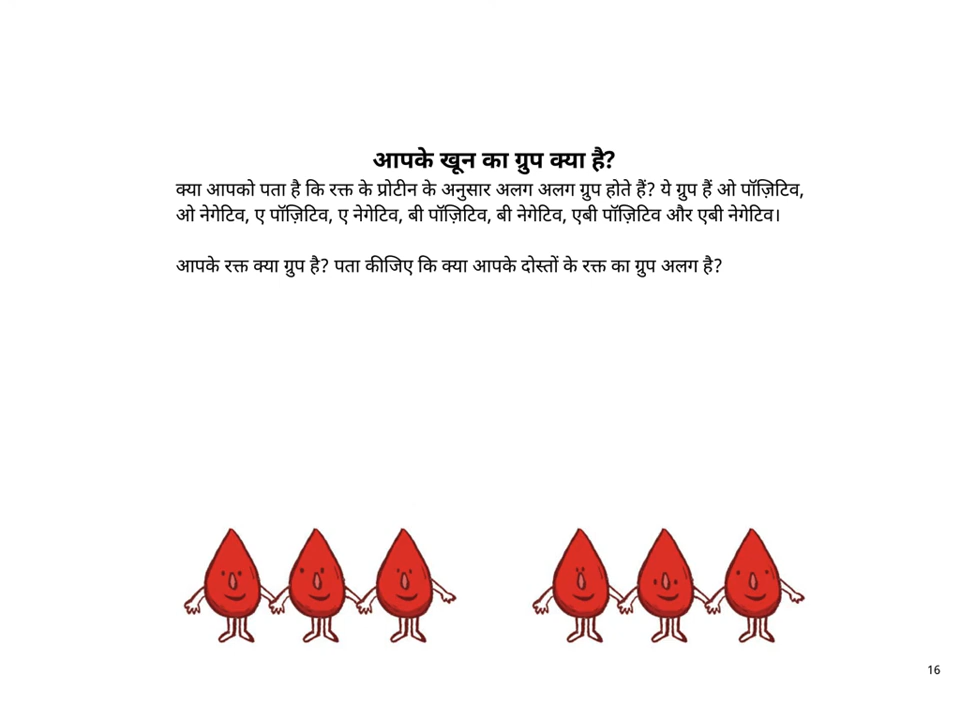 आपके खून का ग्रुप क्या है?
क्या आपको पता है कि रक्त के प्रोटीन के अनुसार अलग अलग ग्रुप होते हैं? ये ग्रुप हैं ओ पॉज़िटिव,
ओ नेगेटिव, ए पॉज़िटिव, ए नेगेटिव, बी पॉज़िटिव, बी नेगेटिव, एबी पॉज़िटिव और एबी नेगेटिव।
आपके रक्त क्या ग्रुप है? पता कीजिए कि क्या आपके दोस्तों के रक्त का ग्रुप अलग है?
16